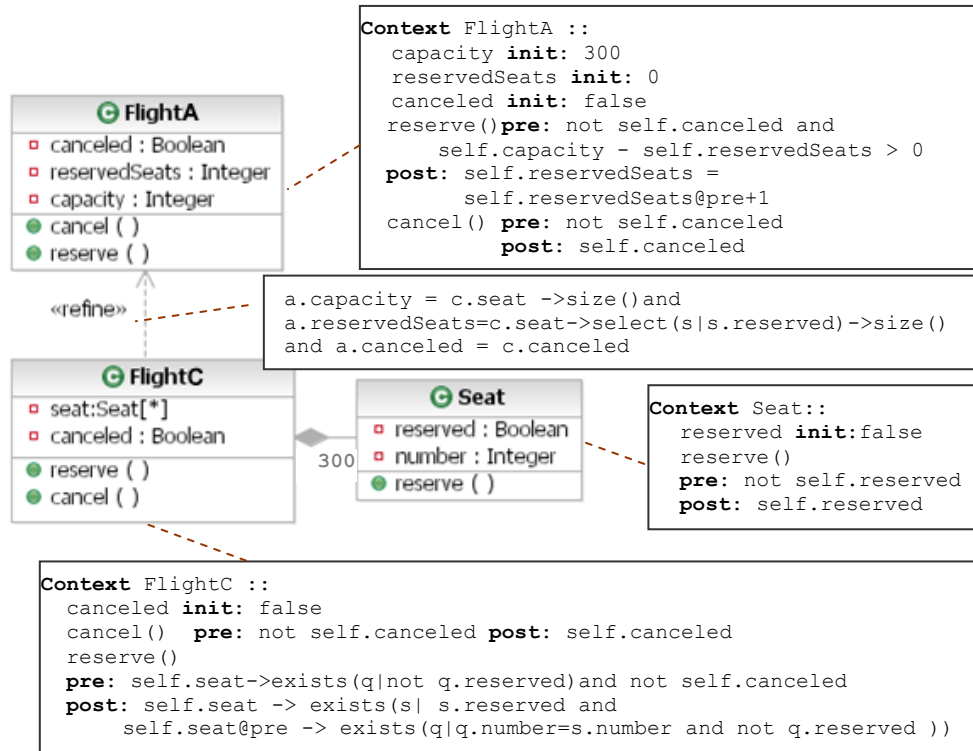 Context FlightA ::
capacity init: 300
reservedSeats init: 0
canceled init: false
reserve()pre: not self.canceled and
self.capacity - self.reservedSeats > 0
post: self.reservedSeats =
self.reservedSeats@pre+1
cancel() pre: not self.canceled
post: self.canceled
C FlightA
canceled : Boolean
reservedSeats : Integer
capacity : Integer
cancel ( )
reserve ( )
«refine»
a.capacity = c.seat ->size()and
a.reservedSeats=c.seat->select(s|s.reserved)->size()
and a.canceled = c.canceled
C FlightC
seat:Seat[*]
canceled : Boolean
reserve ( )
cancel ( )
300
C Seat
reserved : Boolean
number : Integer
reserve ( )
Context Seat::
reserved init:false
reserve()
pre: not self.reserved
post: self.reserved
Context FlightC ::
canceled init: false
cancel() pre: not self.canceled post: self.canceled
reserve()
pre: self.seat->exists(q|not q.reserved)and not self.canceled
post: self.seat -> exists(s| s.reserved and
self.seat@pre -> exists(q|q.number=s.number and not q.reserved ))